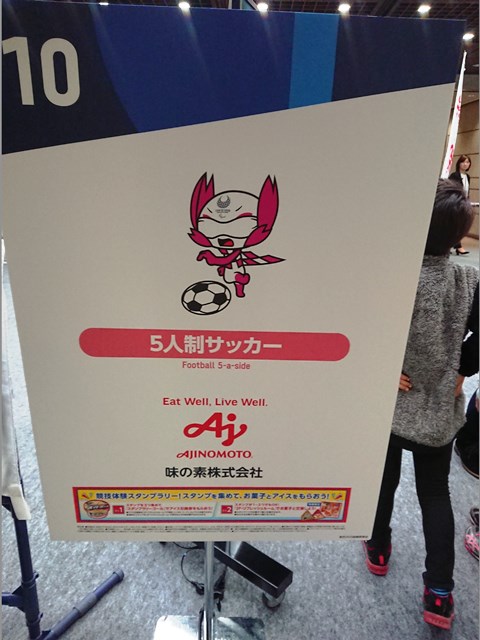 10
5人制サッカー
Football 5-a-side
Eat Well, Live Well.
Aj
AJINOMOTO
味の素株式会社
競技体験スタンプラリー!スタンプを集めて、お菓子とアイスをもらおう!